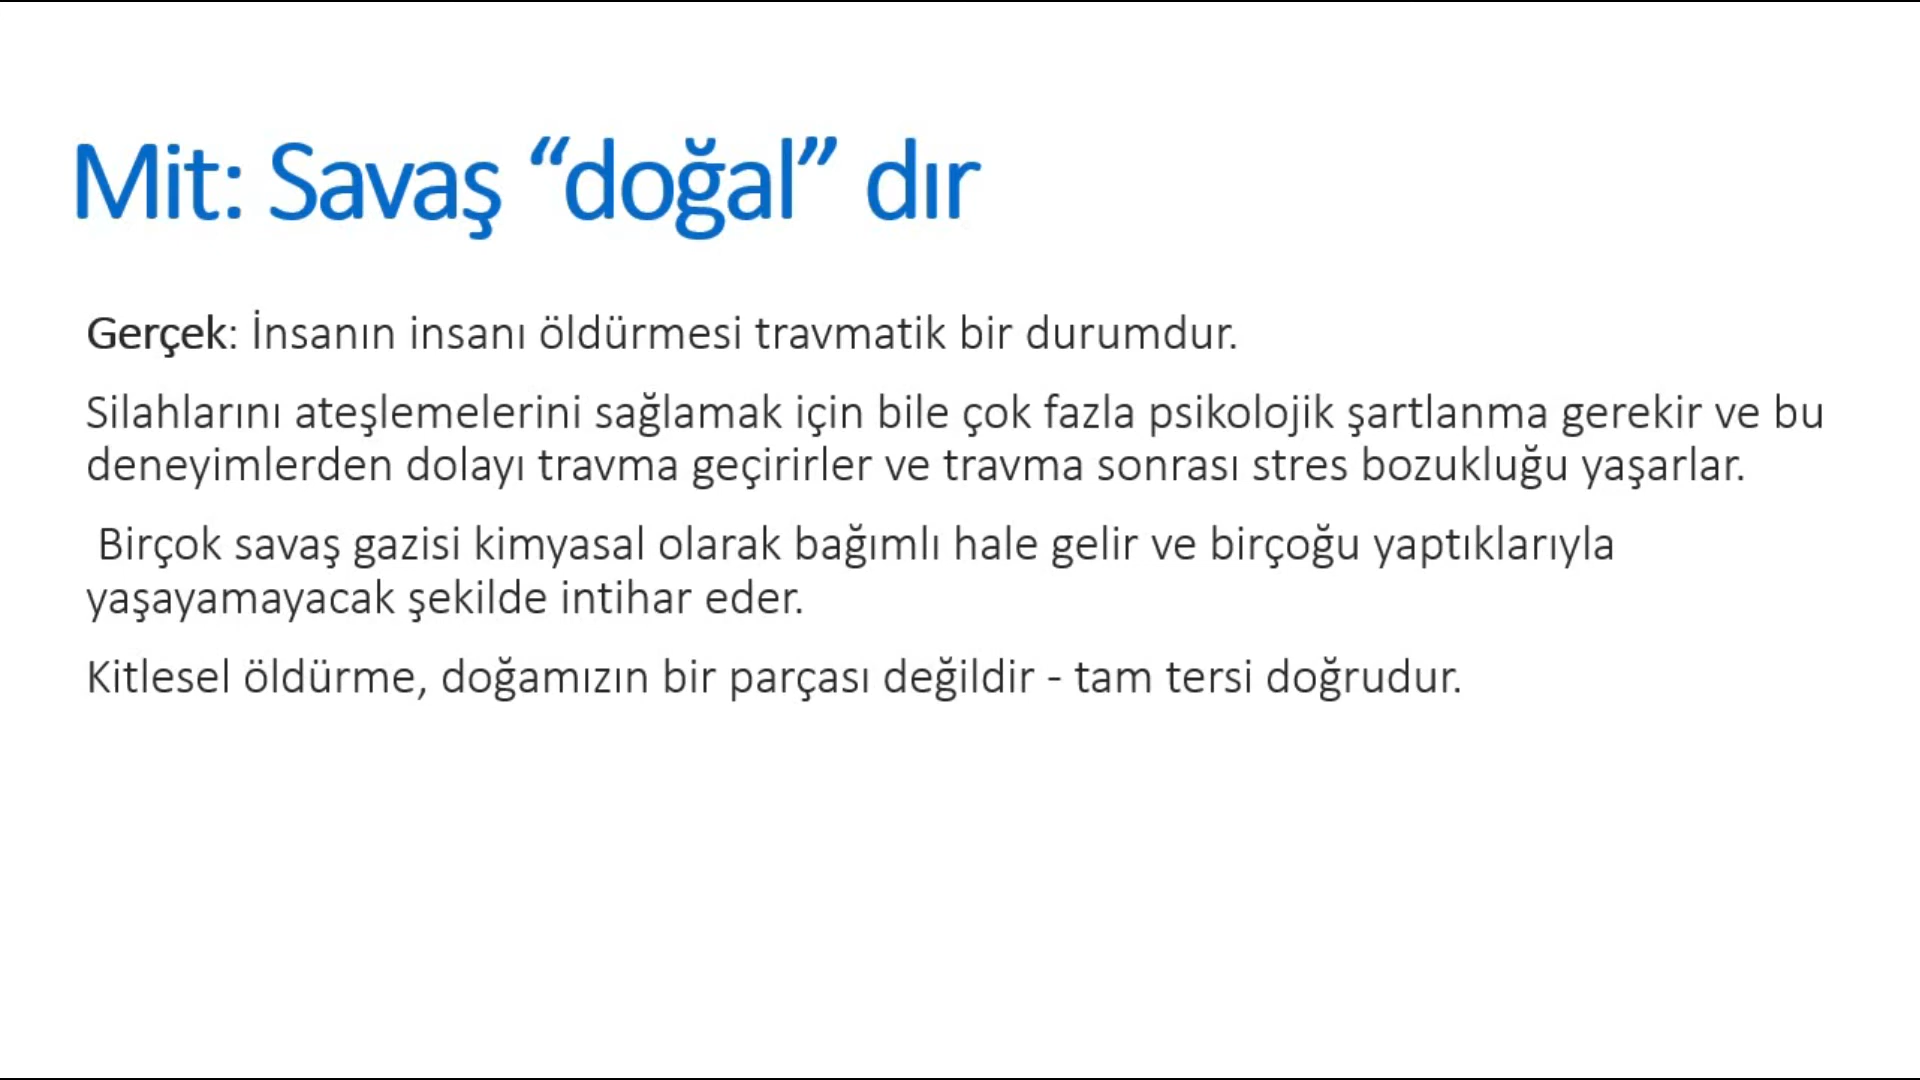 Mit: Savaş “doğal” dır
Gerçek: İnsanın insanı öldürmesi travmatik bir durumdur.
Silahlarını ateşlemelerini sağlamak için bile çok fazla psikolojik şartlanma gerekir ve bu
deneyimlerden dolayı travma geçirirler ve travma sonrası stres bozukluğu yaşarlar.
Birçok savaş gazisi kimyasal olarak bağımlı hale gelir ve birçoğu yaptıklarıyla
yaşayamayacak şekilde intihar eder.
Kitlesel öldürme, doğamızın bir parçası değildir - tam tersi doğrudur.